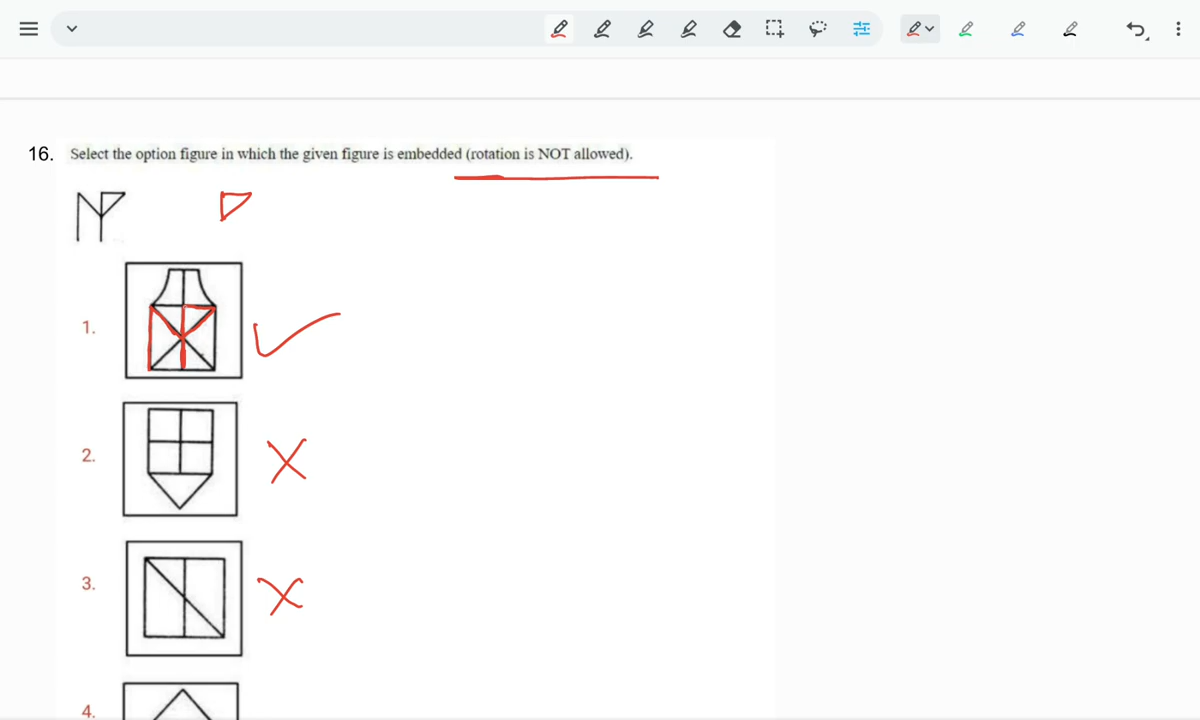 16. Select the option figure in which the given figure is embedded (rotation is NOT allowed).
1.
2.
3.
4.